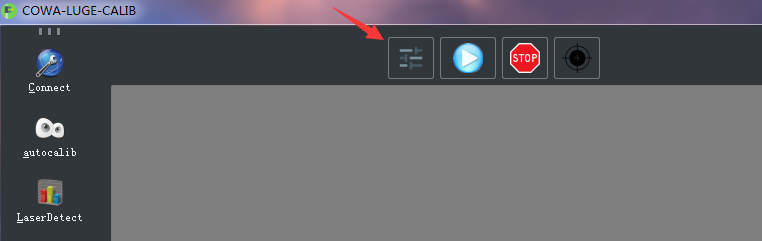 COWA-LUGE-CALIB
STOP
Connect
autocalib
LaserDetect